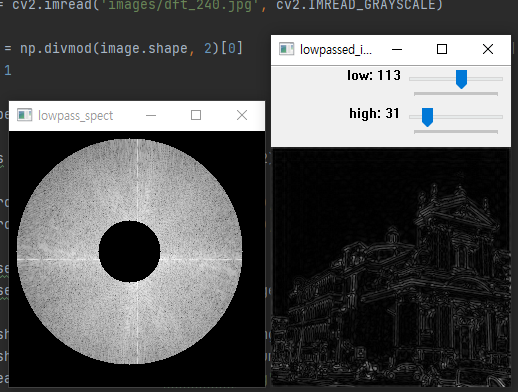 = cv2.imread('images/dft_240.jpg', cv2.IMREAD_GRAYSCALE)
= np.divmod(image.shape, 2)[0]
1
lowpassed_i...
low: 113
high: 31
lowpass_spect